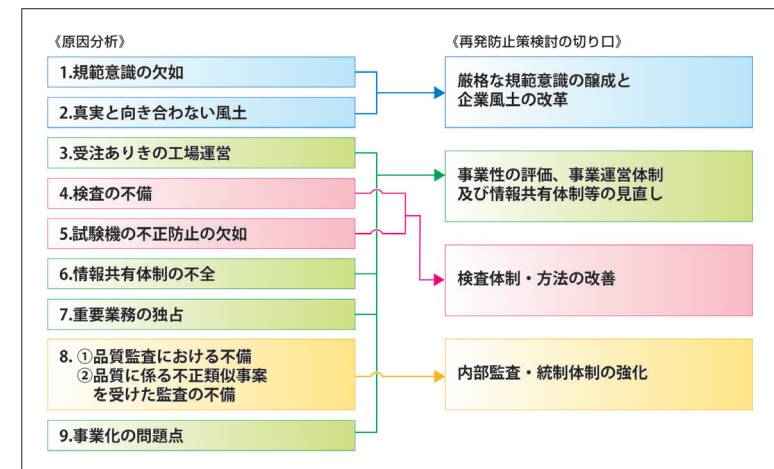 《原因分析》
1.規範意識の欠如
2.真実と向き合わない風土
3.受注ありきの工場運営
4.検査の不備
5.試験機の不正防止の欠如
6.情報共有体制の不全
7.重要業務の独占
8. ①品質監査における不備
②品質に係る不正類似事案
を受けた監査の不備
9.事業化の問題点
《再発防止策検討の切り口》
厳格な規範意識の醸成と
企業風土の改革
事業性の評価、事業運営体制
及び情報共有体制等の見直し
検査体制・方法の改善
内部監査・統制体制の強化